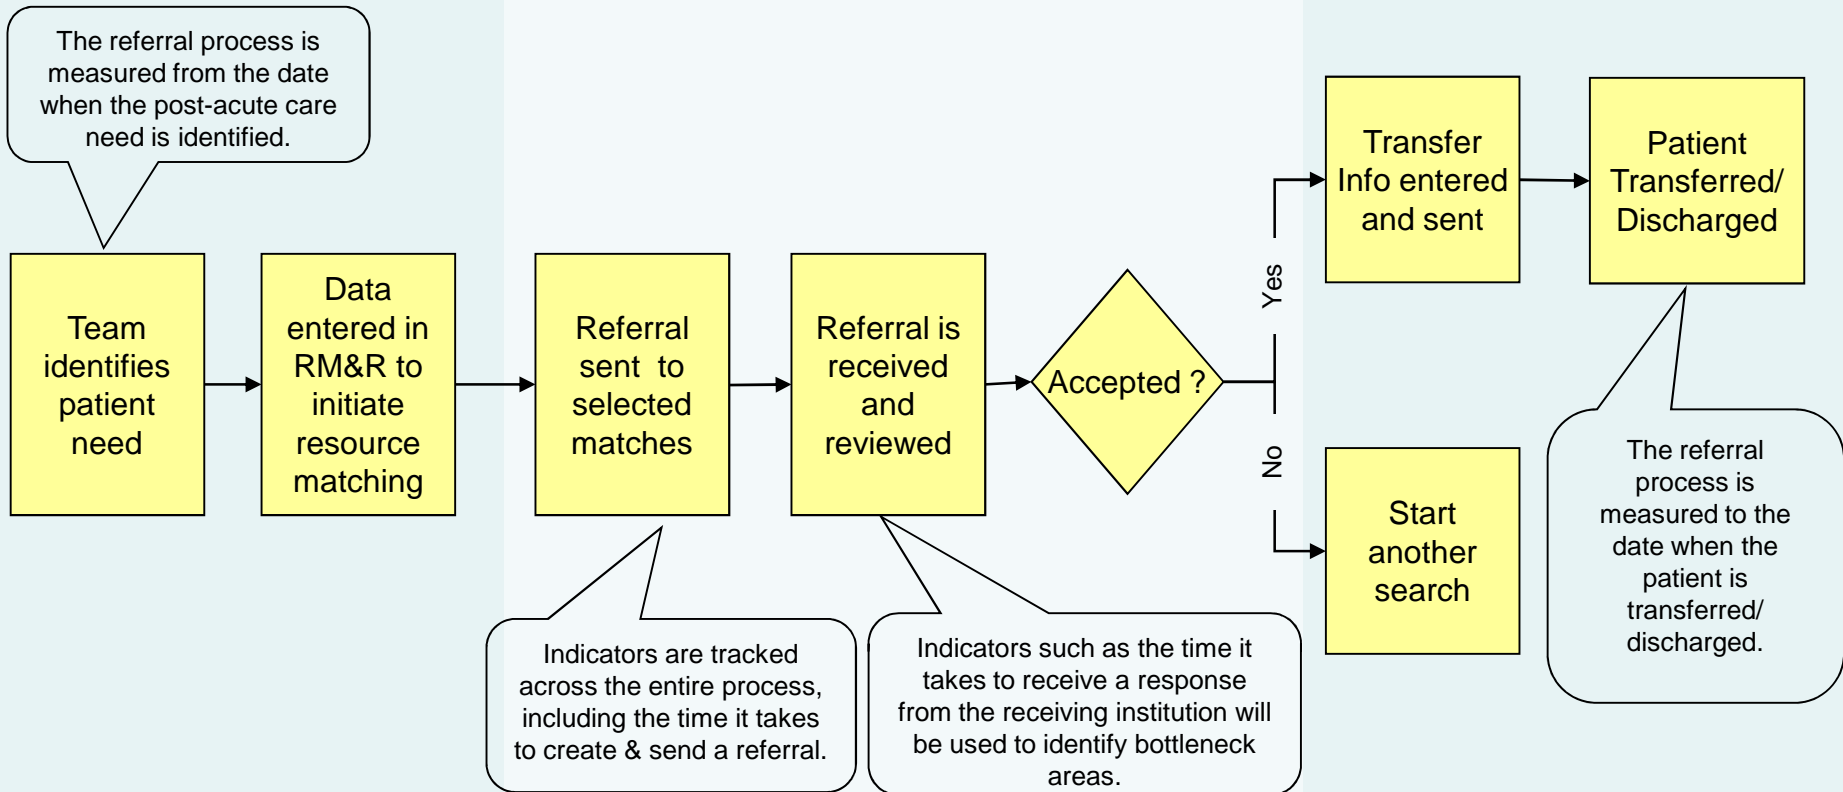 The referral process is
measured from the date
when the post-acute care
need is identified.
Team
identifies
patient
need
Data
entered in
RM&R to
initiate
resource
matching
Referral
sent to
selected
matches
Referral is
received
and
reviewed
Accepted ?
Yes
No
Transfer
Info entered
and sent
Patient
Transferred/
Discharged
Start
another
search
Indicators are tracked
across the entire process,
including the time it takes
to create & send a referral.
Indicators such as the time it
takes to receive a response
from the receiving institution will
be used to identify bottleneck
areas.
The referral
process is
measured to the
date when the
patient is
transferred/
discharged.